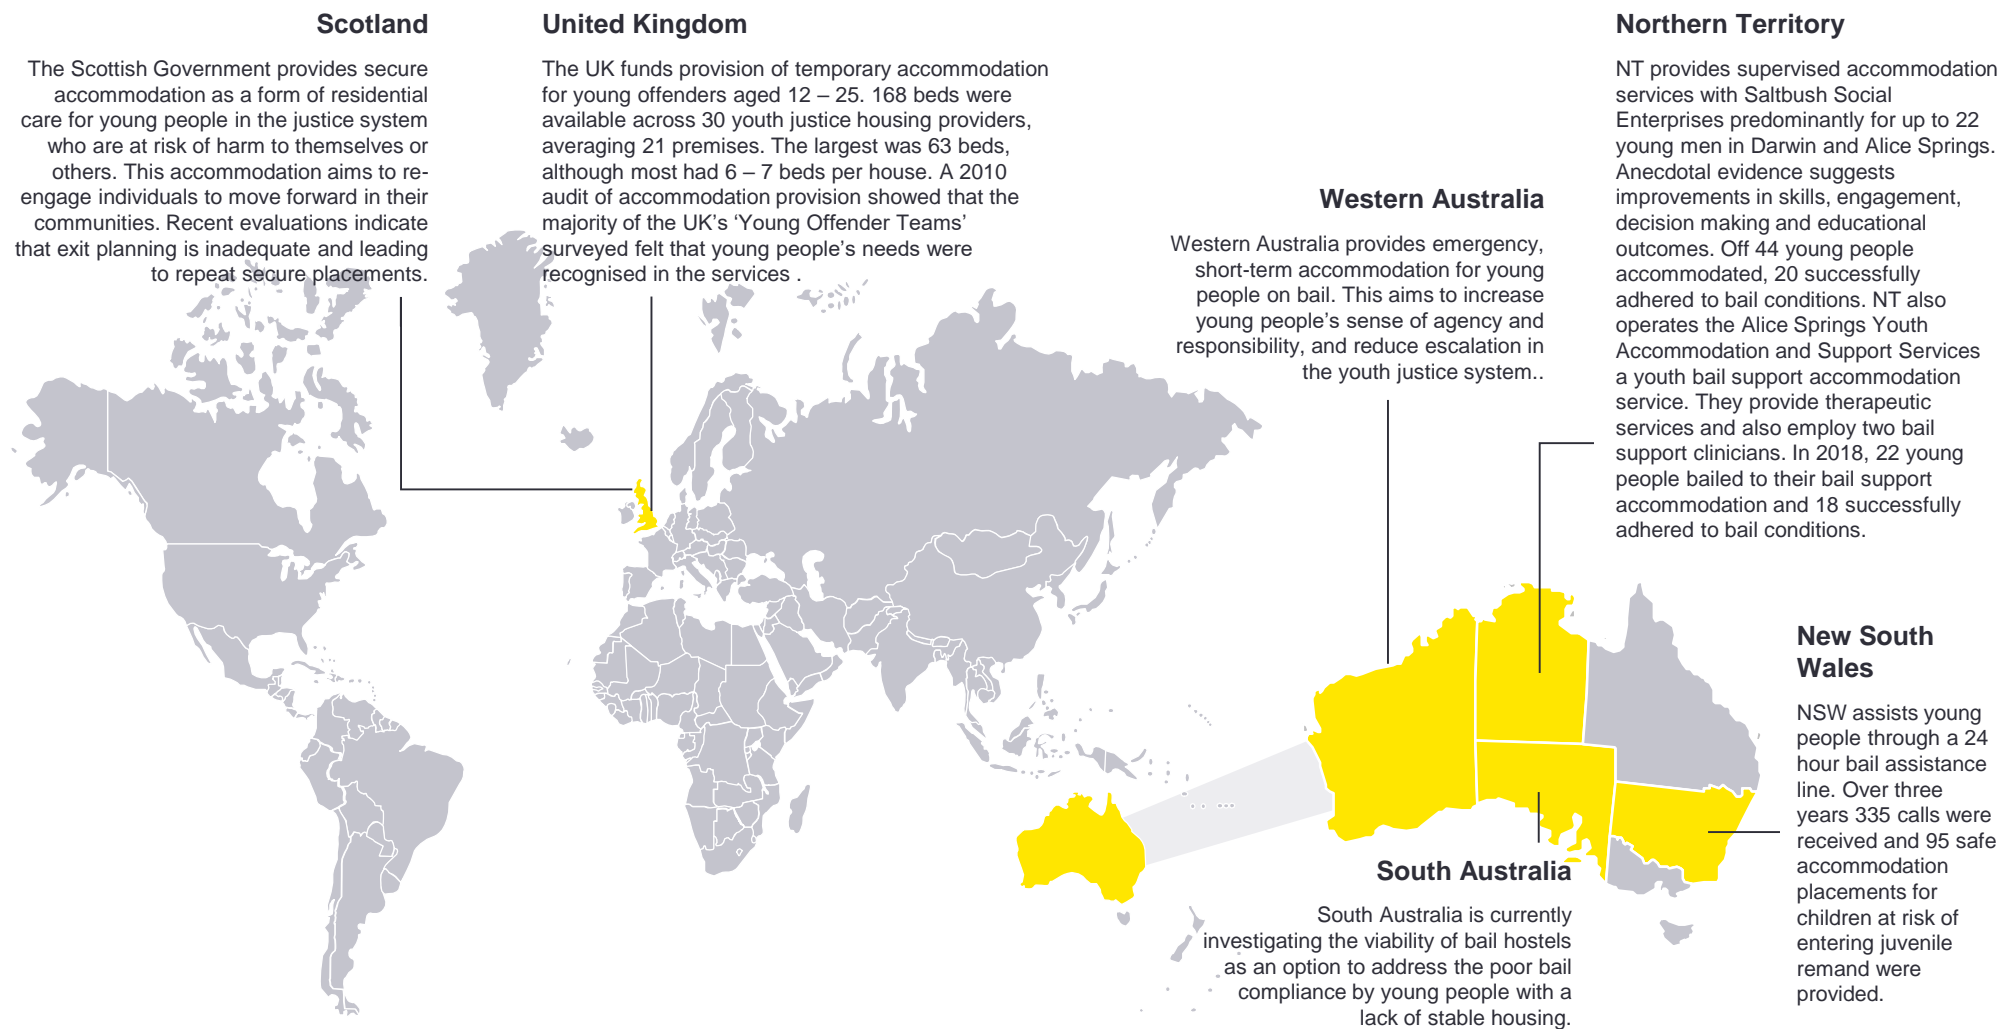 Scotland
The Scottish Government provides secure
accommodation as a form of residential
care for young people in the justice system
who are at risk of harm to themselves or
others. This accommodation aims to re-
engage individuals to move forward in their
communities. Recent evaluations indicate
that exit planning is inadequate and leading
to repeat secure placements.
United Kingdom
The UK funds provision of temporary accommodation
for young offenders aged 12 – 25. 168 beds were
available across 30 youth justice housing providers,
averaging 21 premises. The largest was 63 beds,
although most had 6 – 7 beds per house. A 2010
audit of accommodation provision showed that the
majority of the UK's ‘Young Offender Teams’
surveyed felt that young people's needs were
recognised in the services .
Western Australia
Western Australia provides emergency,
short-term accommodation for young
people on bail. This aims to increase
young people's sense of agency and
responsibility, and reduce escalation in
the youth justice system..
Northern Territory
NT provides supervised accommodation
services with Saltbush Social
Enterprises predominantly for up to 22
young men in Darwin and Alice Springs.
Anecdotal evidence suggests
improvements in skills, engagement,
decision making and educational
outcomes. Off 44 young people
accommodated, 20 successfully
adhered to bail conditions. NT also
operates the Alice Springs Youth
Accommodation and Support Services
a youth bail support accommodation
service. They provide therapeutic
services and also employ two bail
support clinicians. In 2018, 22 young
people bailed to their bail support
accommodation and 18 successfully
adhered to bail conditions.
New South
Wales
NSW assists young
people through a 24
hour bail assistance
line. Over three
years 335 calls were
received and 95 safe
accommodation
placements for
children at risk of
entering juvenile
remand were
provided.
South Australia
South Australia is currently
investigating the viability of bail hostels
as an option to address the poor bail
compliance by young people with a
lack of stable housing.